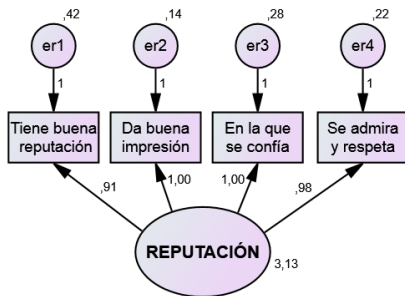 ,42
,14
,28
,22
er1
er2
er3
er4
1
1
1
1
Tiene buena
reputación
Da buena
impresión
En la que
se confía
Se admira
y respeta
,91
1,00
1,00
,98
REPUTACIÓN
3,13